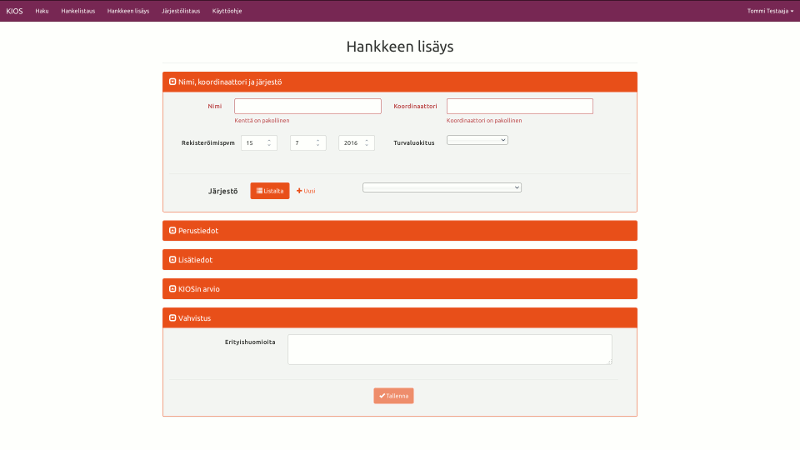 KIOS Haku Hankelistaus Hankkeen lisäys Järjestölistaus Käyttöohje Tommi Testaaja
Hankkeen lisäys
Nimi, koordinaattori ja järjestö
Nimi Koordinaattori
Kenttä on pakollinen Koordinaattori on pakollinen
Rekisteröimispvm 15 7 2016 Turvaluokitus
Järjestö Listalta Uusi
Perustiedot
Lisätiedot
KIOSin arvio
Vahvistus
Erityishuomioita
Tallenna